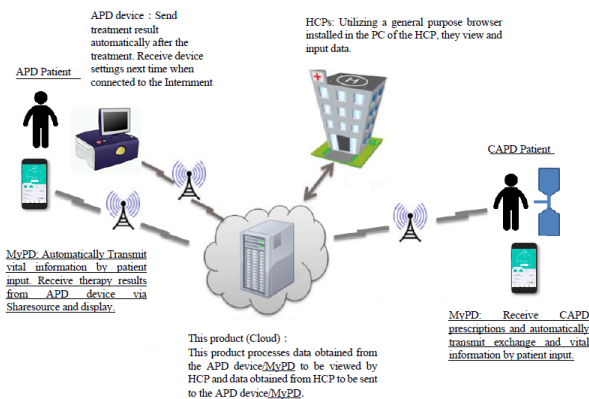 APD device：Send
treatment result
automatically after the
treatment. Receive device
settings next time when
connected to the Internment
HCPs: Utilizing a general purpose browser
installed in the PC of the HCP, they view and
input data.
APD Patient
CAPD Patient
MyPD: Automatically Transmit
vital information by patient
input. Receive therapy results
from APD device via
Sharesource and display.
MyPD: Receive CAPD
prescriptions and automatically
transmit exchange and vital
information by patient input.
This product (Cloud)：
This product processes data obtained from
the APD device/MyPD to be viewed by
HCP and data obtained from HCP to be sent
to the APD device/MyPD.